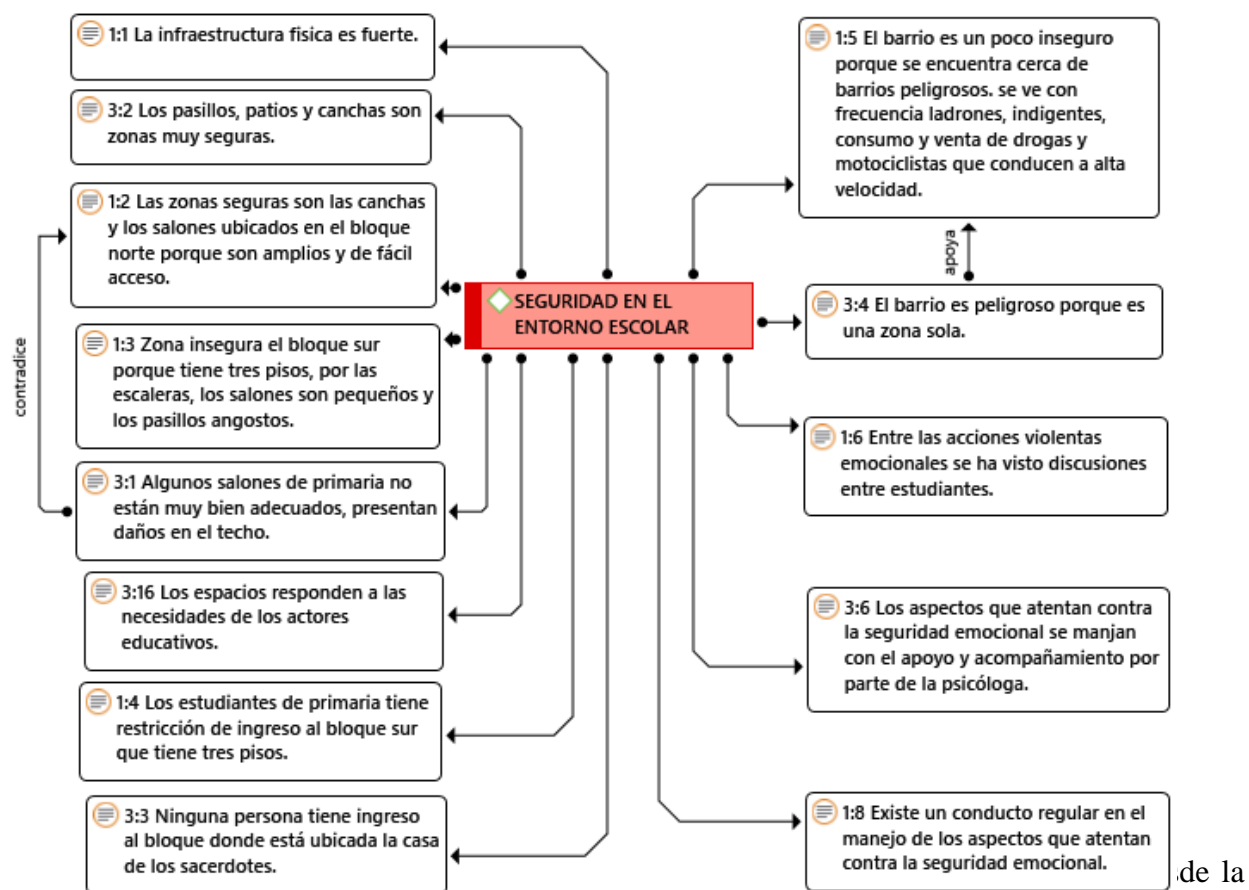 1:1 La infraestructura fisica es fuerte.
3:2 Los pasillos, patios y canchas son
zonas muy seguras.
1:2 Las zonas seguras son las canchas
y los salones ubicados en el bloque
norte porque son amplios y de fácil
acceso.
contradice
1:3 Zona insegura el bloque sur
porque tiene tres pisos, por las
escaleras, los salones son pequeños y
los pasillos angostos.
3:1 Algunos salones de primaria no
están muy bien adecuados, presentan
daños en el techo.
3:16 Los espacios responden a las
necesidades de los actores
educativos.
1:4 Los estudiantes de primaria tiene
restricción de ingreso al bloque sur
que tiene tres pisos.
3:3 Ninguna persona tiene ingreso
al bloque donde está ubicada la casa
de los sacerdotes.
SEGURIDAD EN EL
ENTORNO ESCOLAR
1:5 El barrio es un poco inseguro
porque se encuentra cerca de
barrios peligrosos. se ve con
frecuencia ladrones, indigentes,
consumo y venta de drogas y
motociclistas que conducen a alta
velocidad.
apoya
3:4 El barrio es peligroso porque es
una zona sola.
1:6 Entre las acciones violentas
emocionales se ha visto discusiones
entre estudiantes.
3:6 Los aspectos que atentan contra
la seguridad emocional se manjan
con el apoyo y acompañamiento por
parte de la psicóloga.
1:8 Existe un conducto regular en el
manejo de los aspectos que atentan
contra la seguridad emocional.
de la